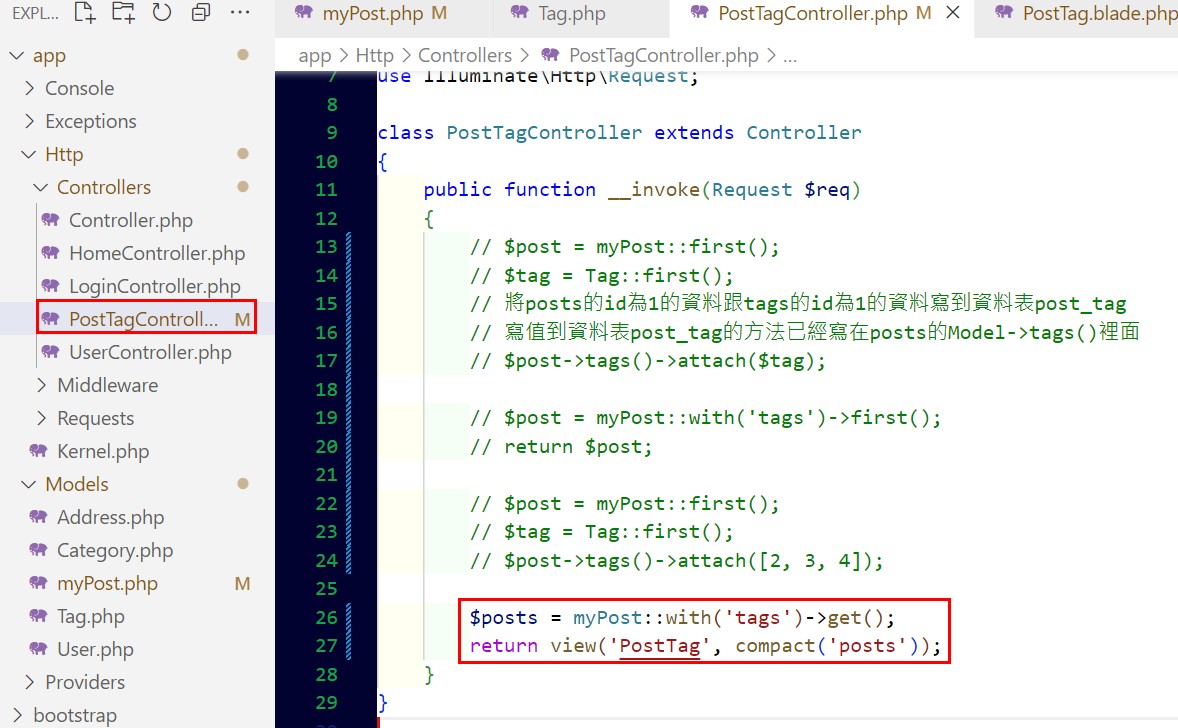 EXPL...
app
Console
Exceptions
Http
Controllers
Controller.php
HomeController.php
LoginController.php
PostTagControll... M
UserController.php
Middleware
Requests
Kernel.php
Models
Address.php
Category.php
myPost.php M
Tag.php
User.php
Providers
bootstrap
myPost.php M Tag.php PostTagController.php M PostTag.blade.php
app > Http > Controllers > PostTagController.php > ...
7 use Illuminate\Http\Request;
8
9 class PostTagController extends Controller
10 {
11 public function __invoke(Request $req)
12 {
13 // $post = myPost::first();
14 // $tag = Tag::first();
15 // 將posts的id為1的資料跟tags的id為1的資料寫到資料表post_tag
16 // 寫值到資料表post_tag的方法已經寫在posts的Model->tags()裡面
17 // $post->tags()->attach($tag);
18
19 // $post = myPost::with('tags')->first();
20 // return $post;
21
22 // $post = myPost::first();
23 // $tag = Tag::first();
24 // $post->tags()->attach([2, 3, 4]);
25
26 $posts = myPost::with('tags')->get();
27 return view('PostTag', compact('posts'));
28 }
29 }